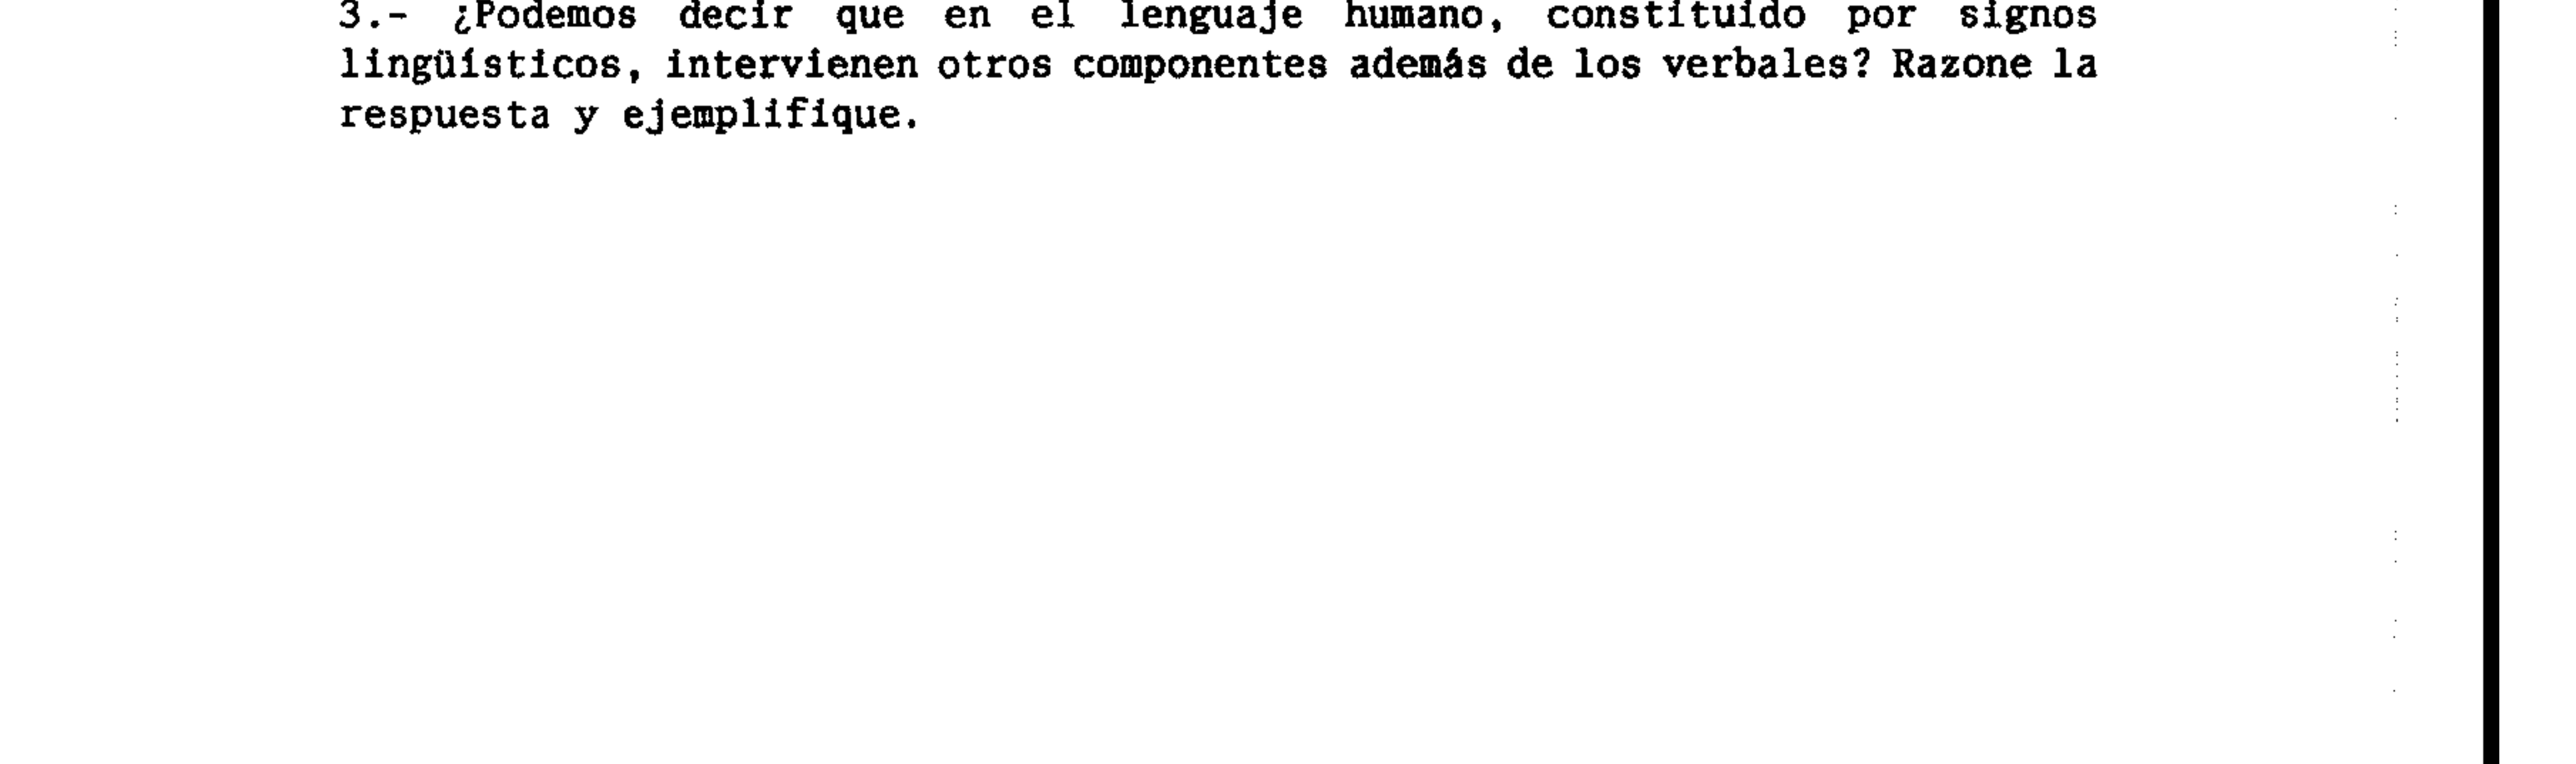 3.- ¿Podemos decir que en el lenguaje humano, constituido por signos
lingüísticos, intervienen otros componentes además de los verbales? Razone la
respuesta y ejemplifique.